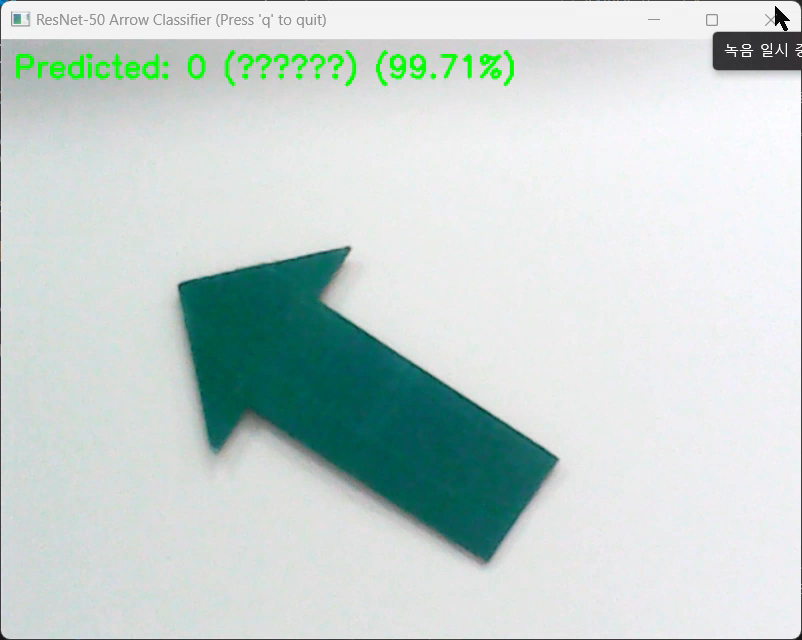 ResNet-50 Arrow Classifier (Press 'q' to quit)
녹음 일시 중
Predicted: 0 (??????) (99.71%)